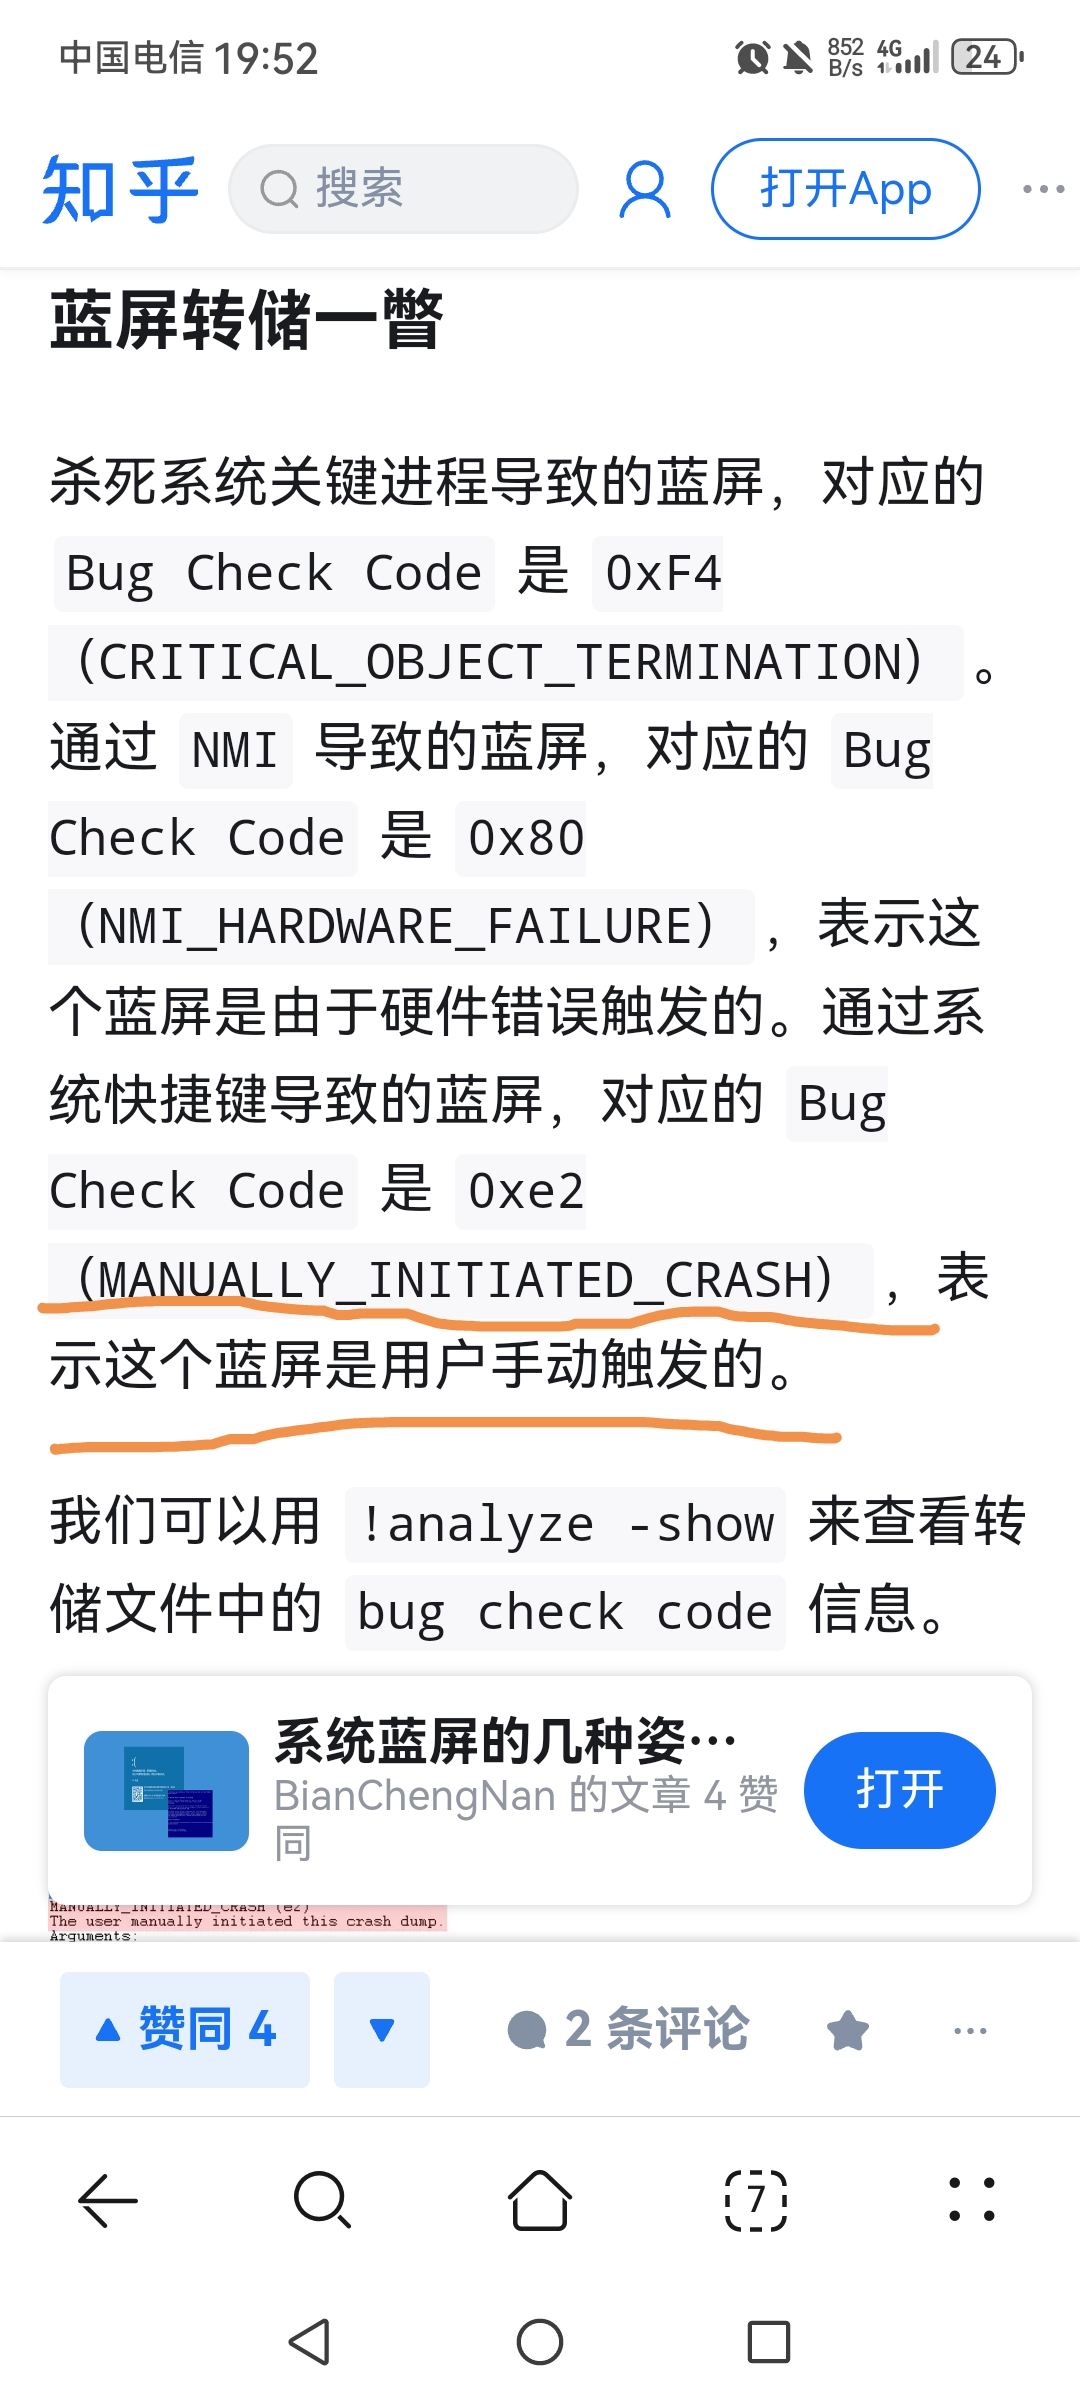 中国电信 19:52
852 B/s 4G 24
知乎 搜索 打开App
蓝屏转储一瞥
杀死系统关键进程导致的蓝屏，对应的
Bug Check Code 是 0xF4
（CRITICAL_OBJECT_TERMINATION） 。
通过 NMI 导致的蓝屏，对应的 Bug
Check Code 是 0x80
（NMI_HARDWARE_FAILURE） ，表示这
个蓝屏是由于硬件错误触发的。通过系
统快捷键导致的蓝屏，对应的 Bug
Check Code 是 0xe2
（MANUALLY_INITIATED_CRASH） ，表
示这个蓝屏是用户手动触发的。
我们可以用 !analyze -show 来查看转
储文件中的 bug check code 信息。
系统蓝屏的几种姿…
BianChengNan 的文章 4 赞
同
打开
MANUALLY_INITIATED_CRASH (e2)
The user manually initiated this crash dump.
Arguments:
赞同 4 2 条评论
7